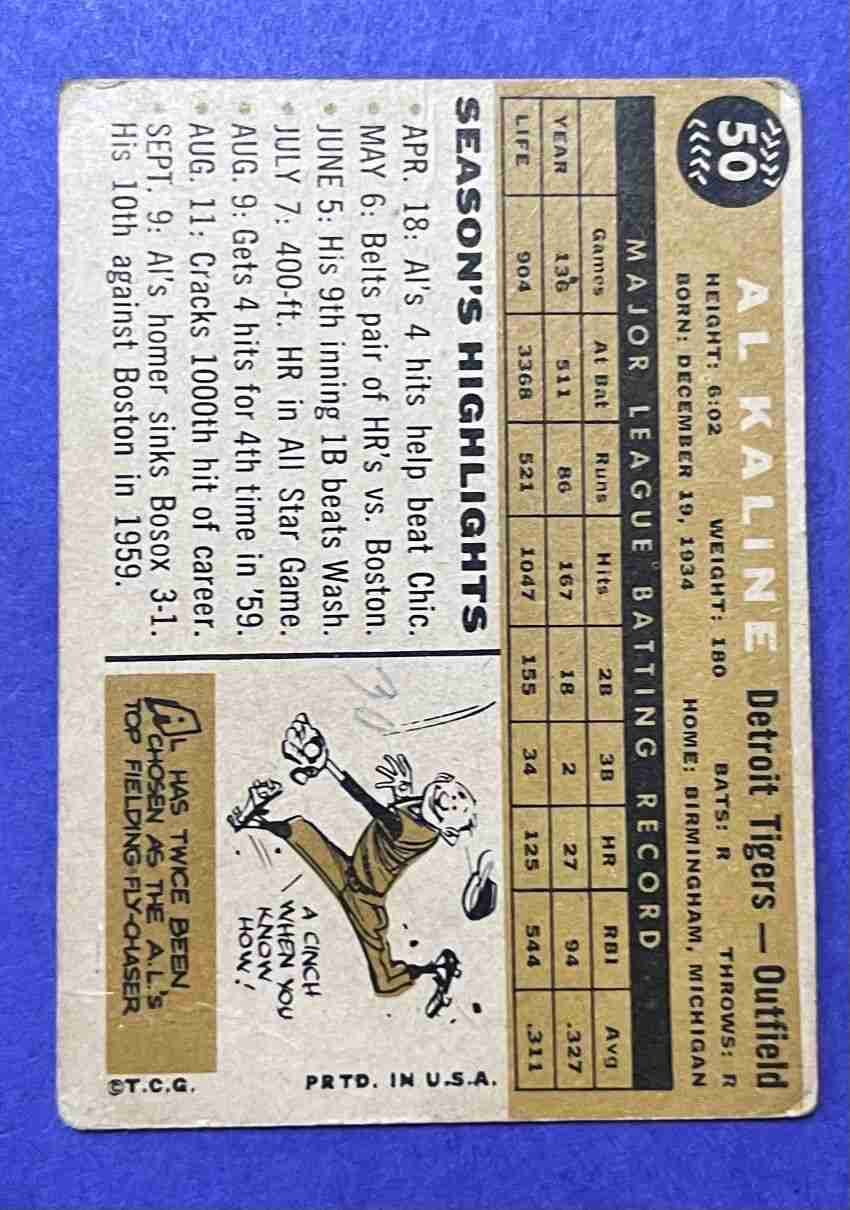 50
AL KALINE Detroit Tigers — Outfield
HEIGHT: 6:02 WEIGHT: 180 BATS: R THROWS: R
BORN: DECEMBER 19, 1934 HOME: BIRMINGHAM, MICHIGAN
MAJOR LEAGUE BATTING RECORD
Games At Bat Runs Hits 2B 3B HR RBI Avg
YEAR 136 511 86 167 18 2 27 94 .327
LIFE 904 3368 521 1047 155 34 125 544 .311
SEASON'S HIGHLIGHTS
• APR. 18: Al's 4 hits help beat Chic.
• MAY 6: Belts pair of HR's vs. Boston.
• JUNE 5: His 9th inning 1B beats Wash.
• JULY 7: 400-ft. HR in All Star Game.
• AUG. 9: Gets 4 hits for 4th time in '59.
• AUG. 11: Cracks 1000th hit of career.
• SEPT. 9: Al's homer sinks Bosox 3-1.
His 10th against Boston in 1959.
30
A CINCH
WHEN YOU
KNOW
HOW!
AL HAS TWICE BEEN
CHOSEN AS THE A.L.'s
TOP FIELDING FLY-CHASER
PRTD. IN U.S.A.
©T.C.G.